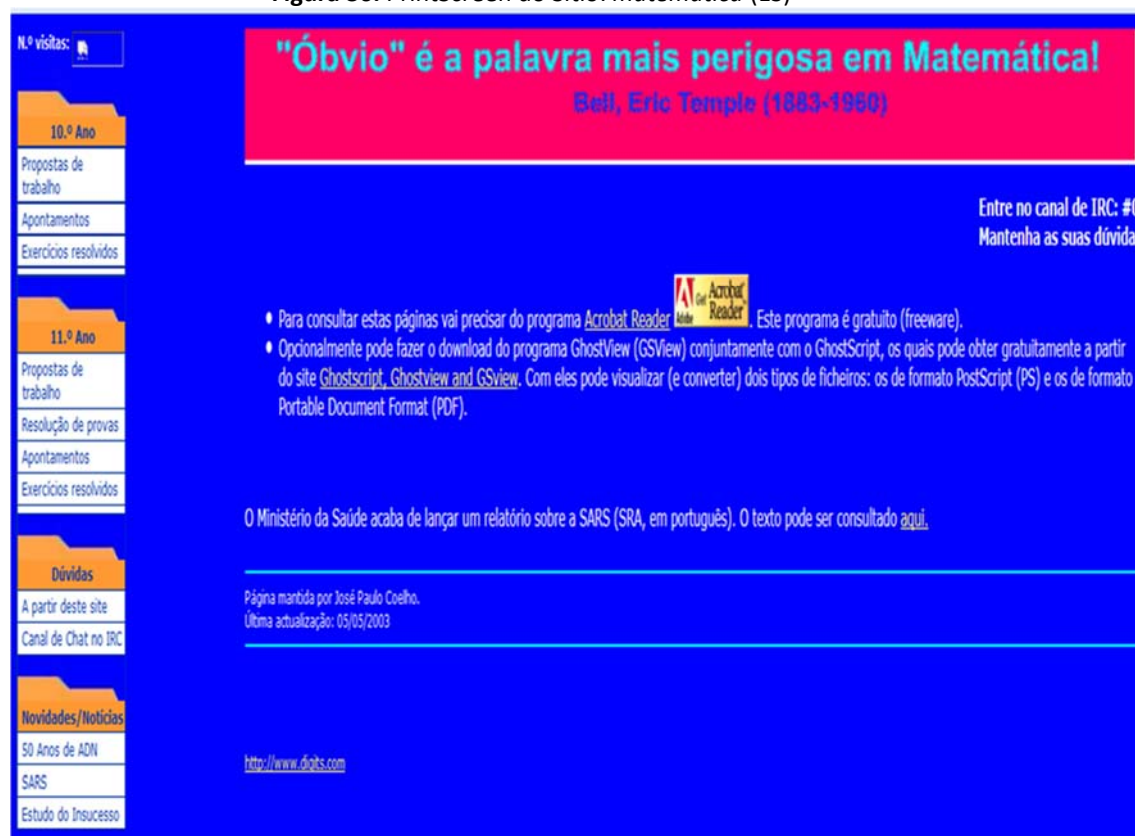 N.º visitas:
10.º Ano
Propostas de
trabalho
Apontamentos
Exercícios resolvidos
11.º Ano
Propostas de
trabalho
Resolução de provas
Apontamentos
Exercícios resolvidos
Dúvidas
A partir deste site
Canal de Chat no IRC
Novidades/Notícias
50 Anos de ADN
SARS
Estudo do Insucesso
"Óbvio" é a palavra mais perigosa em Matemática!
Bell, Eric Temple (1883-1960)
Entre no canal de IRC:
Mantenha as suas
Para consultar estas páginas vai precisar do programa Acrobat Reader Adobe Get Acrobat Reader. Este programa é gratuito (freeware).
Opcionalmente pode fazer o download do programa GhostView (GSView) conjuntamente com o GhostScript, os quais pode obter gratuitamente a partir
do site Ghostscript, Ghostview and GSview. Com eles pode visualizar (e converter) dois tipos de ficheiros: os de formato PostScript (PS) e os de formato
Portable Document Format (PDF).
O Ministério da Saúde acaba de lançar um relatório sobre a SARS (SRA, em português). O texto pode ser consultado aqui.
Página mantida por José Paulo Coelho.
Última actualização: 05/05/2003
http://www.digits.com